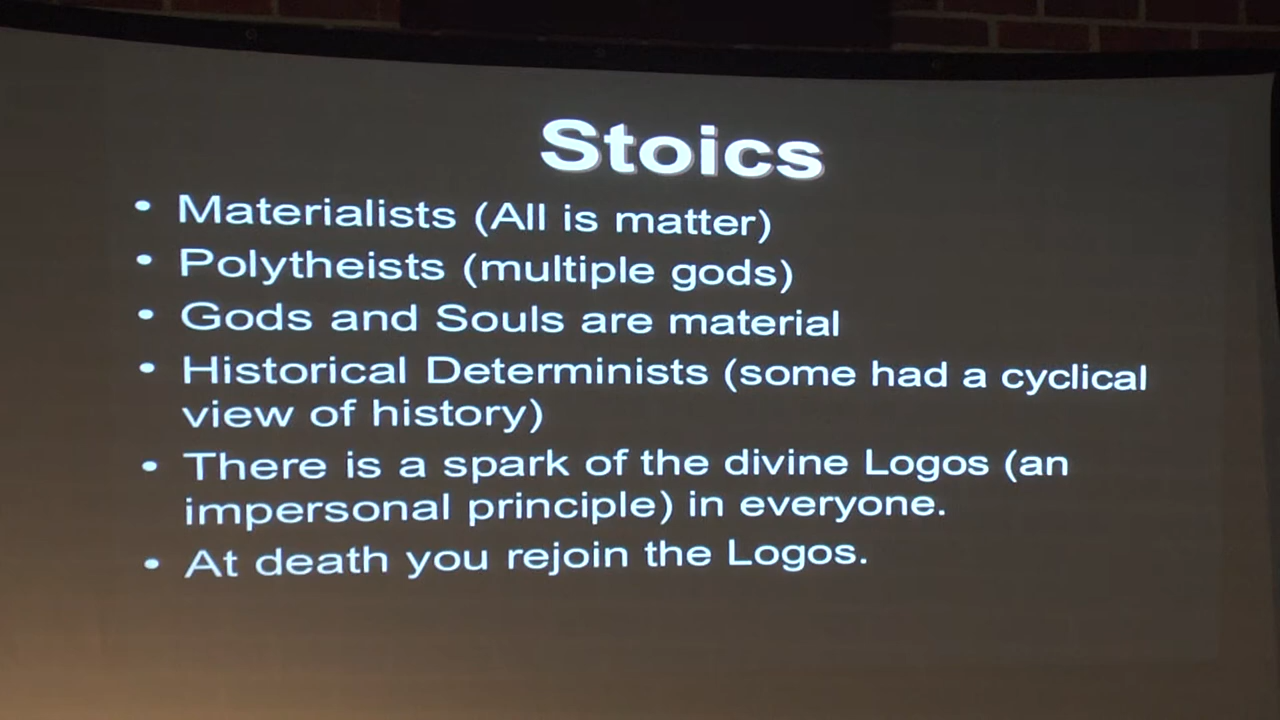 Stoics
• Materialists (All is matter)
• Polytheists (multiple gods)
• Gods and Souls are material
• Historical Determinists (some had a cyclical
view of history)
• There is a spark of the divine Logos (an
impersonal principle) in everyone.
• At death you rejoin the Logos.